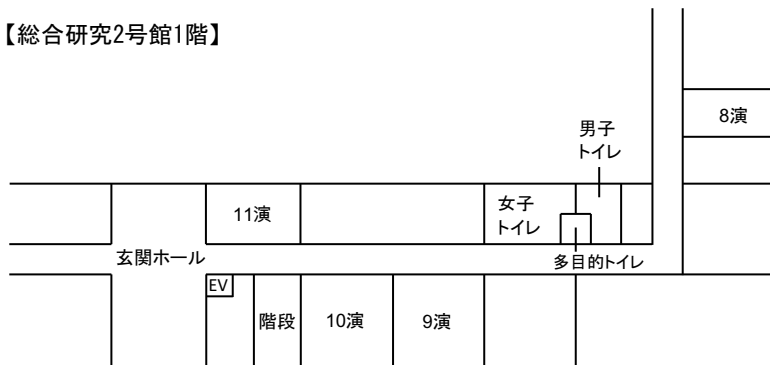 【総合研究2号館1階】
8演
男子
トイレ
11演
女子
トイレ
玄関ホール
多目的トイレ
EV
階段
10演
9演